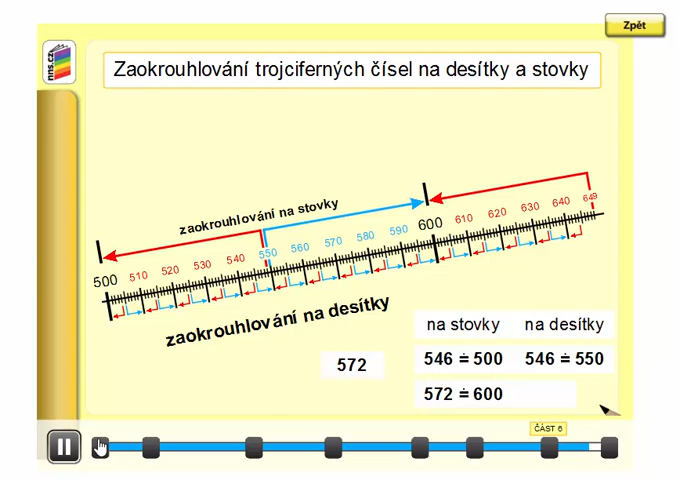 Zpět
nns.cz
Zaokrouhlování trojciferných čísel na desítky a stovky
zaokrouhlování na stovky
500 510 520 530 540 550 560 570 580 590 600 610 620 630 640 649
zaokrouhlování na desítky
na stovky na desítky
572 546 ≐ 500 546 ≐ 550
572 ≐ 600
ČÁST 6